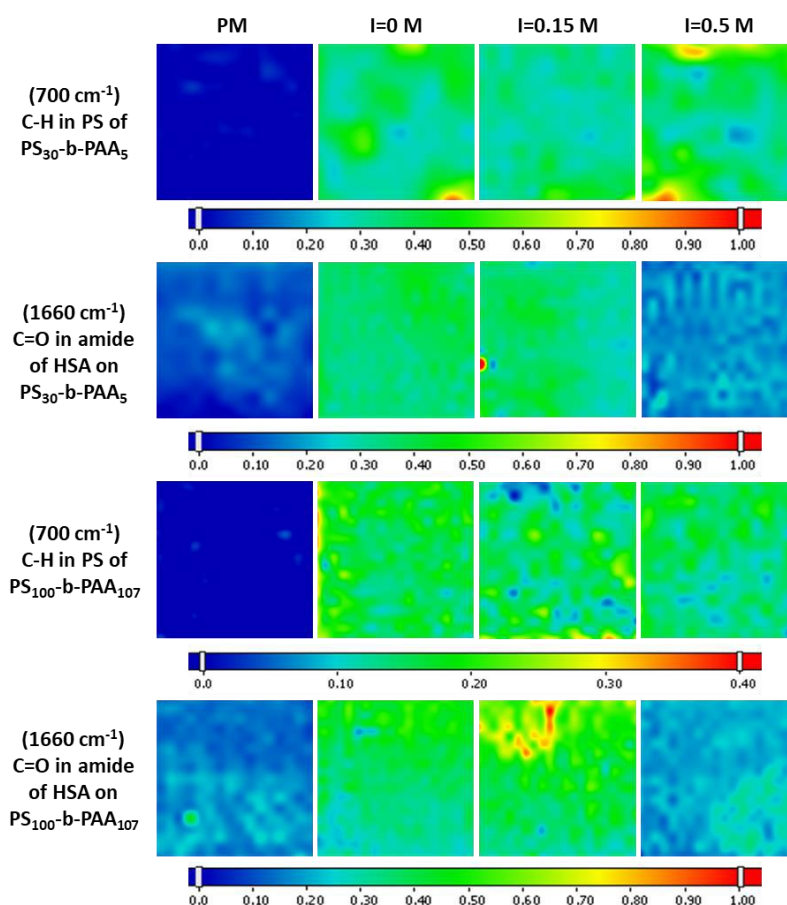 PM I=0 M I=0.15 M I=0.5 M
(700 cm⁻¹)
C-H in PS of
PS₃₀-b-PAA₅
0.0 0.10 0.20 0.30 0.40 0.50 0.60 0.70 0.80 0.90 1.00
(1660 cm⁻¹)
C=O in amide
of HSA on
PS₃₀-b-PAA₅
0.0 0.10 0.20 0.30 0.40 0.50 0.60 0.70 0.80 0.90 1.00
(700 cm⁻¹)
C-H in PS of
PS₁₀₀-b-PAA₁₀₇
0.0 0.10 0.20 0.30 0.40
(1660 cm⁻¹)
C=O in amide
of HSA on
PS₁₀₀-b-PAA₁₀₇
0.0 0.10 0.20 0.30 0.40 0.50 0.60 0.70 0.80 0.90 1.00